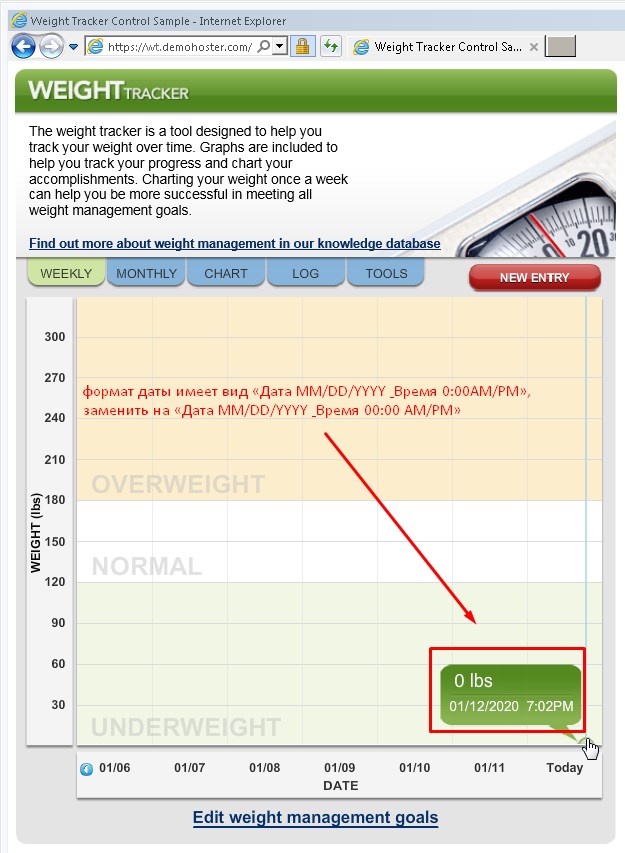 Weight Tracker Control Sample - Internet Explorer
https://wt.demohoster.com/
Weight Tracker Control Sa...
WEIGHT TRACKER
The weight tracker is a tool designed to help you
track your weight over time. Graphs are included to
help you track your progress and chart your
accomplishments. Charting your weight once a week
can help you be more successful in meeting all
weight management goals.
Find out more about weight management in our knowledge database
20
WEEKLY MONTHLY CHART LOG TOOLS NEW ENTRY
300
270
формат даты имеет вид «Дата MM/DD/YYYY _Время 0:00AM/PM»,
заменить на «Дата MM/DD/YYYY _Время 00:00 AM/PM»
240
210
OVERWEIGHT
180
WEIGHT (lbs)
150
NORMAL
120
90
60
0 lbs
01/12/2020 7:02PM
30
UNDERWEIGHT
01/06 01/07 01/08 01/09 01/10 01/11 Today
DATE
Edit weight management goals